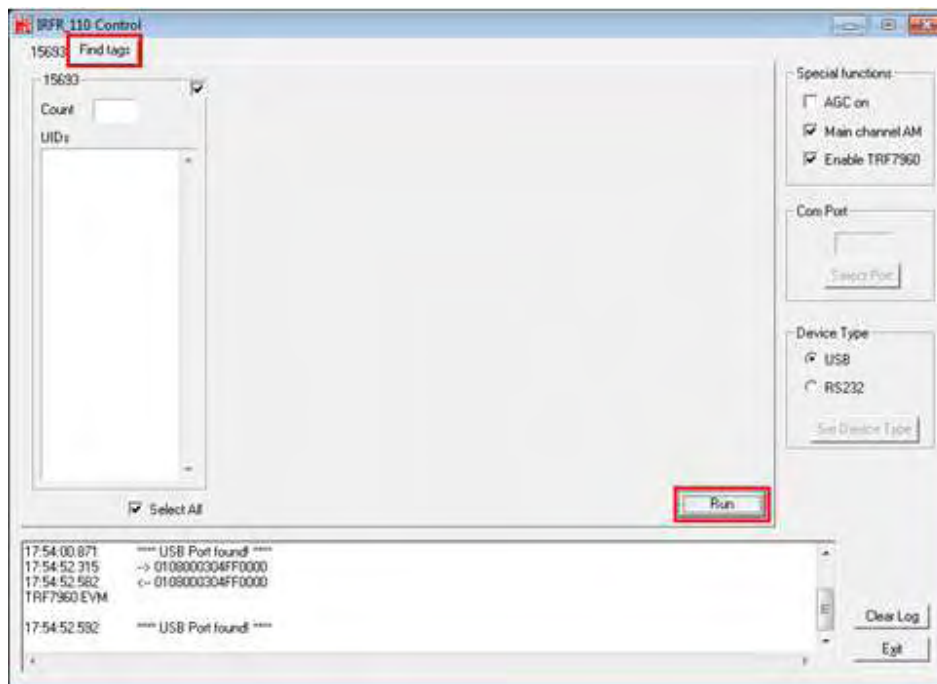 IRFR_110 Control
15693 Find tags
15693
Count
UIDs
Select All
Run
Special functions
AGC on
Main channel AM
Enable TRF7960
Com Port
Select Port
Device Type
USB
RS232
Set Device Type
17:54:00.871 **** USB Port found! ****
17:54:52.315 --> 0108000304FF0000
17:54:52.582 <-- 0108000304FF0000
TRF7960 EVM
17:54:52.592 **** USB Port found! ****
Clear Log
Exit